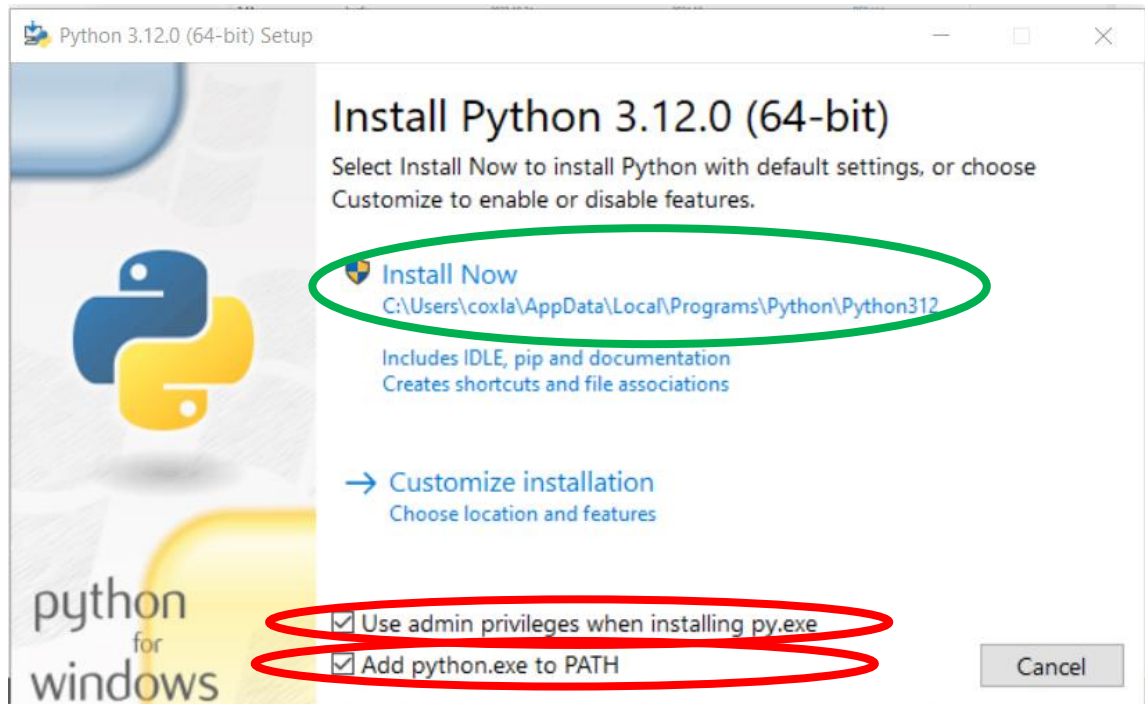 Python 3.12.0 (64-bit) Setup
Install Python 3.12.0 (64-bit)
Select Install Now to install Python with default settings, or choose
Customize to enable or disable features.
Install Now
C:\Users\coxla\AppData\Local\Programs\Python\Python312
Includes IDLE, pip and documentation
Creates shortcuts and file associations
→ Customize installation
Choose location and features
python
for
windows
Use admin privileges when installing py.exe
Add python.exe to PATH
Cancel